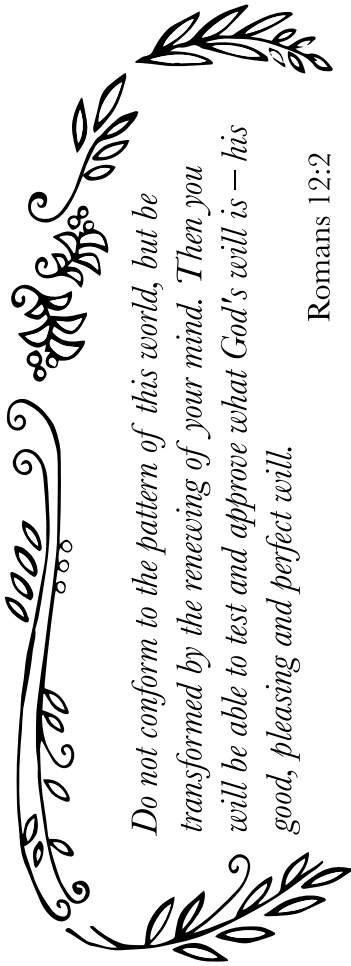 Do not conform to the pattern of this world, but be
transformed by the renewing of your mind. Then you
will be able to test and approve what God's will is – his
good, pleasing and perfect will.
Romans 12:2